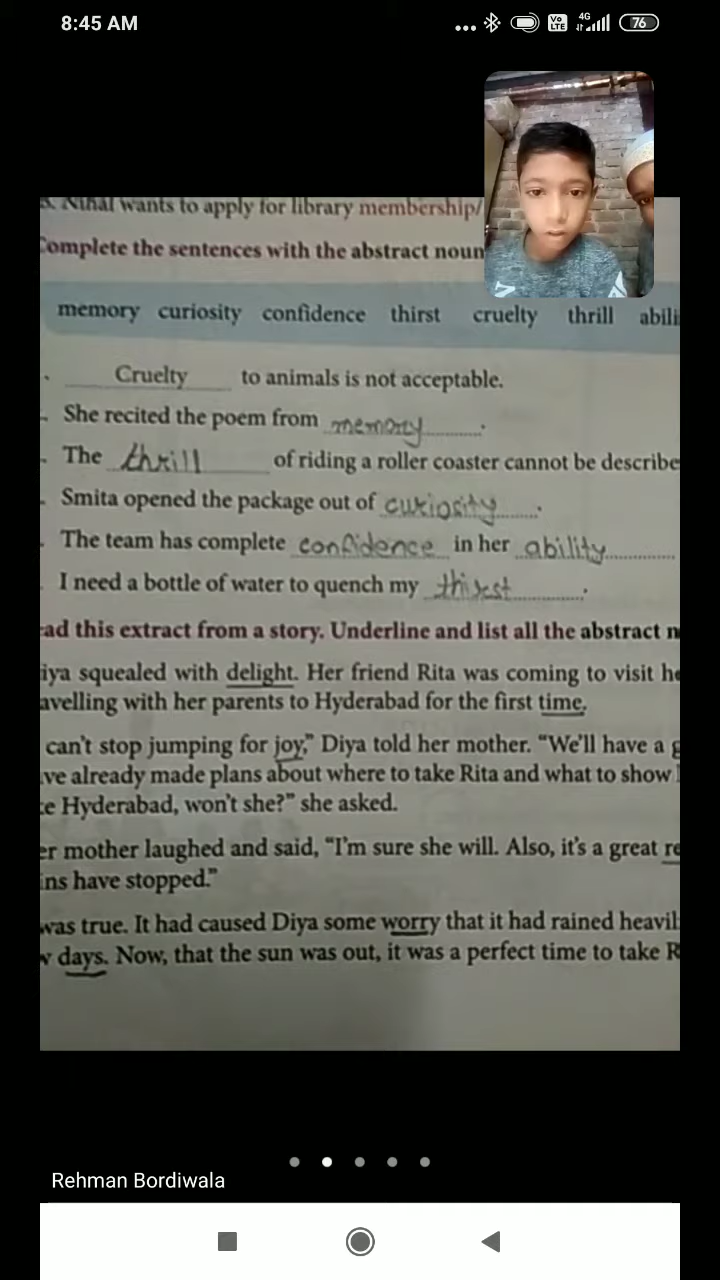 8:45 AM
Vo LTE 4G 76
Nihal wants to apply for library membership/
Complete the sentences with the abstract noun
memory curiosity confidence thirst cruelty thrill abili
Cruelty to animals is not acceptable.
She recited the poem from memory.
The thrill of riding a roller coaster cannot be describe
Smita opened the package out of curiosity.
The team has complete confidence in her ability
I need a bottle of water to quench my thirst.
ad this extract from a story. Underline and list all the abstract n
iya squealed with delight. Her friend Rita was coming to visit he
avelling with her parents to Hyderabad for the first time.
can't stop jumping for joy," Diya told her mother. "We'll have a g
ve already made plans about where to take Rita and what to show
e Hyderabad, won't she?" she asked.
er mother laughed and said, "I'm sure she will. Also, it's a great re
ins have stopped."
was true. It had caused Diya some worry that it had rained heavil
w days. Now, that the sun was out, it was a perfect time to take R
Rehman Bordiwala